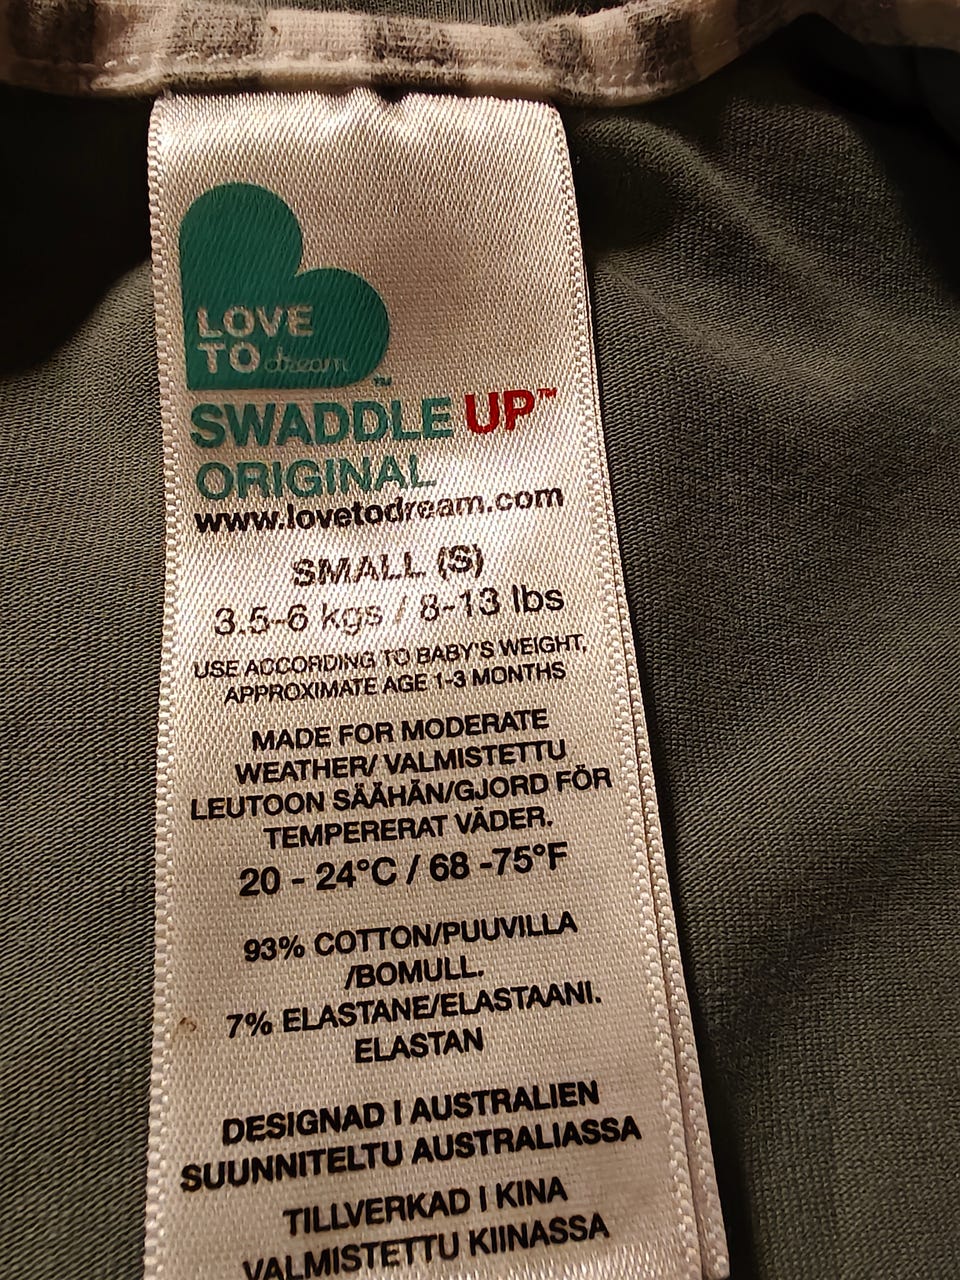 LOVE
TO dream™
SWADDLE UP™
ORIGINAL
www.lovetodream.com
SMALL (S)
3.5-6 kgs / 8-13 lbs
USE ACCORDING TO BABY'S WEIGHT,
APPROXIMATE AGE 1-3 MONTHS
MADE FOR MODERATE
WEATHER/ VALMISTETTU
LEUTOON SÄÄHÄN/GJORD FÖR
TEMPERERAT VÄDER.
20 - 24°C / 68 -75°F
93% COTTON/PUUVILLA
/BOMULL.
7% ELASTANE/ELASTAANI.
ELASTAN
DESIGNAD I AUSTRALIEN
SUUNNITELTU AUSTRALIASSA
TILLVERKAD I KINA
VALMISTETTU KIINASSA